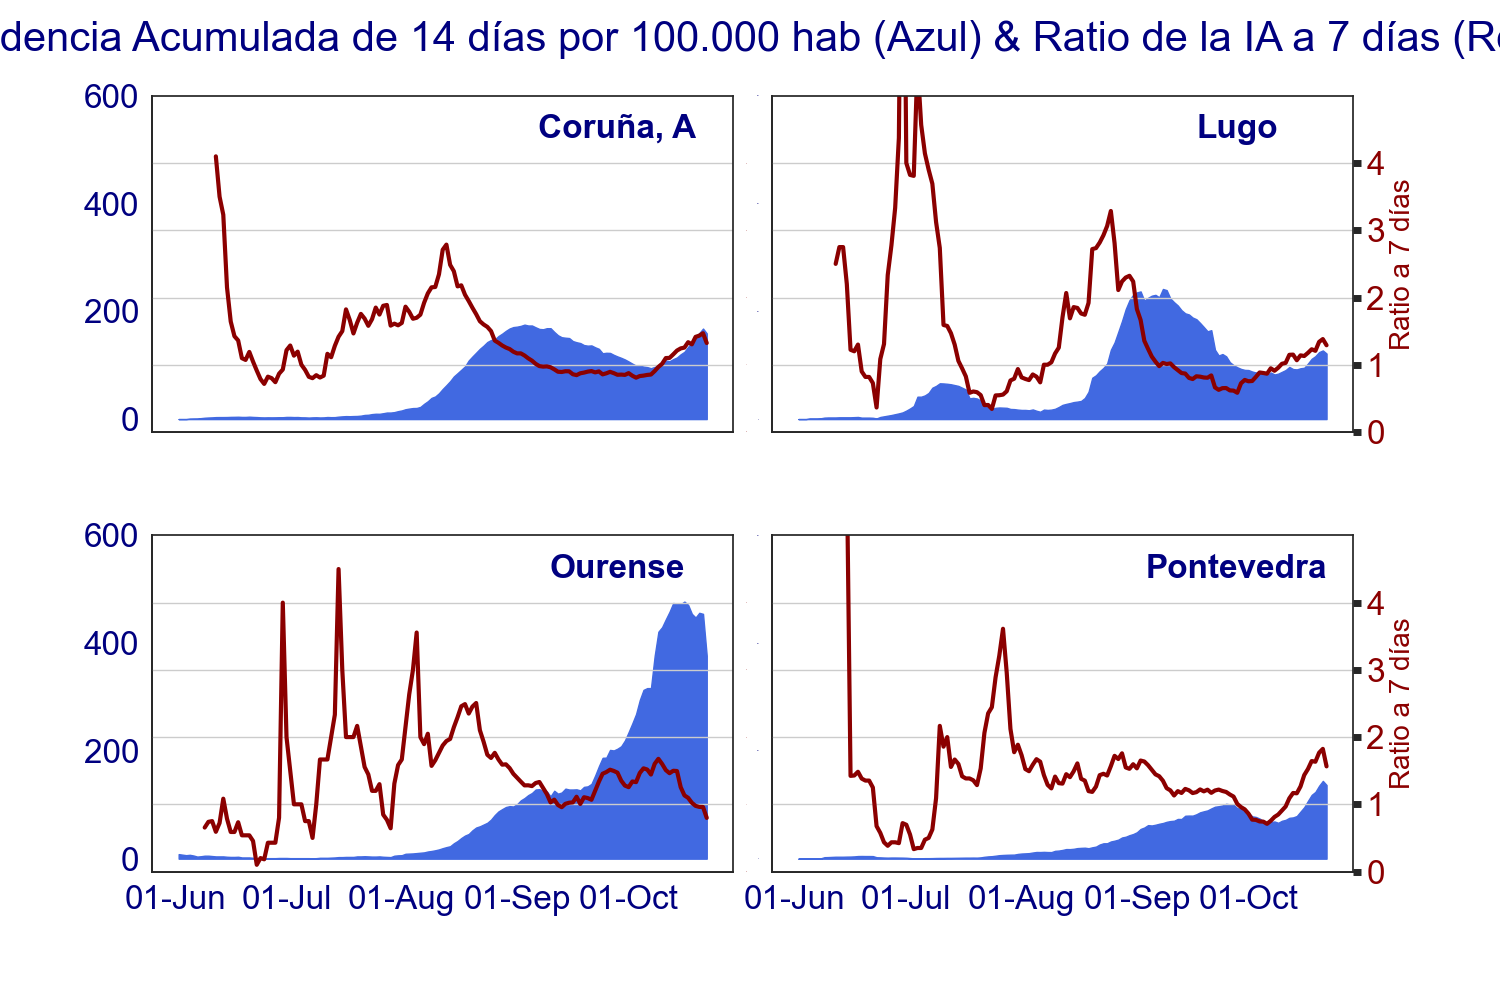 dencia Acumulada de 14 días por 100.000 hab (Azul) & Ratio de la IA a 7 días (R
600
400
200
0
Coruña, A
Lugo
4
3
2
1
0
Ratio a 7 días
600
400
200
0
Ourense
Pontevedra
4
3
2
1
0
Ratio a 7 días
01-Jun 01-Jul 01-Aug 01-Sep 01-Oct
01-Jun 01-Jul 01-Aug 01-Sep 01-Oct